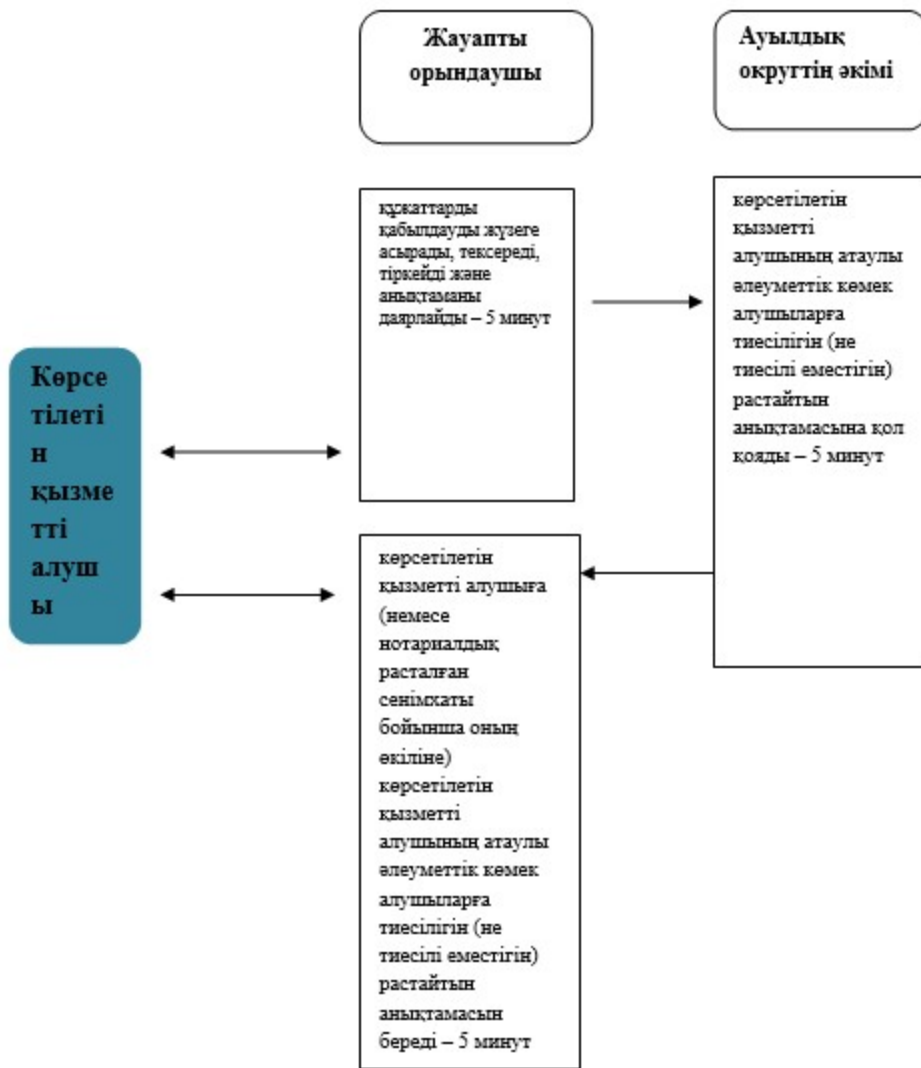 Жауапты
орындаушы
Ауылдық
округтің әкімі
құжаттарды
қабылдауды жүзеге
асырады, тексереді,
тіркейді және
анықтаманы
даярлайды – 5 минут
көрсетілетін
қызметті
алушының атаулы
әлеуметтік көмек
алушыларға
тиесілігін (не
тиесілі еместігін)
растайтын
анықтамасына қол
қояды – 5 минут
Көрсе
тілеті
н
қызме
тті
алуш
ы
көрсетілетін
қызметті алушыға
(немесе
нотариалдық
расталған
сенімхаты
бойынша оның
өкіліне)
көрсетілетін
қызметті
алушының атаулы
әлеуметтік көмек
алушыларға
тиесілігін (не
тиесілі еместігін)
растайтын
анықтамасын
береді – 5 минут